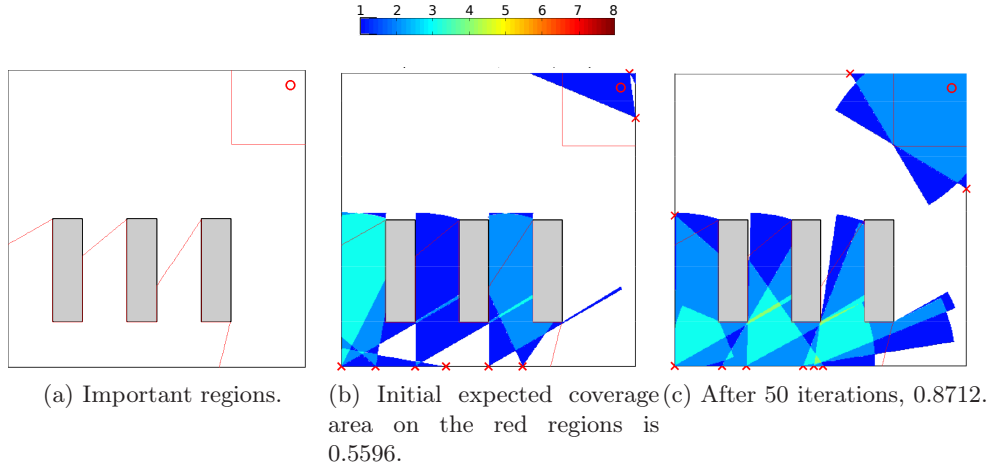 1 2 3 4 5 6 7 8
(a) Important regions.
(b) Initial expected coverage
area on the red regions is
0.5596.
(c) After 50 iterations, 0.8712.